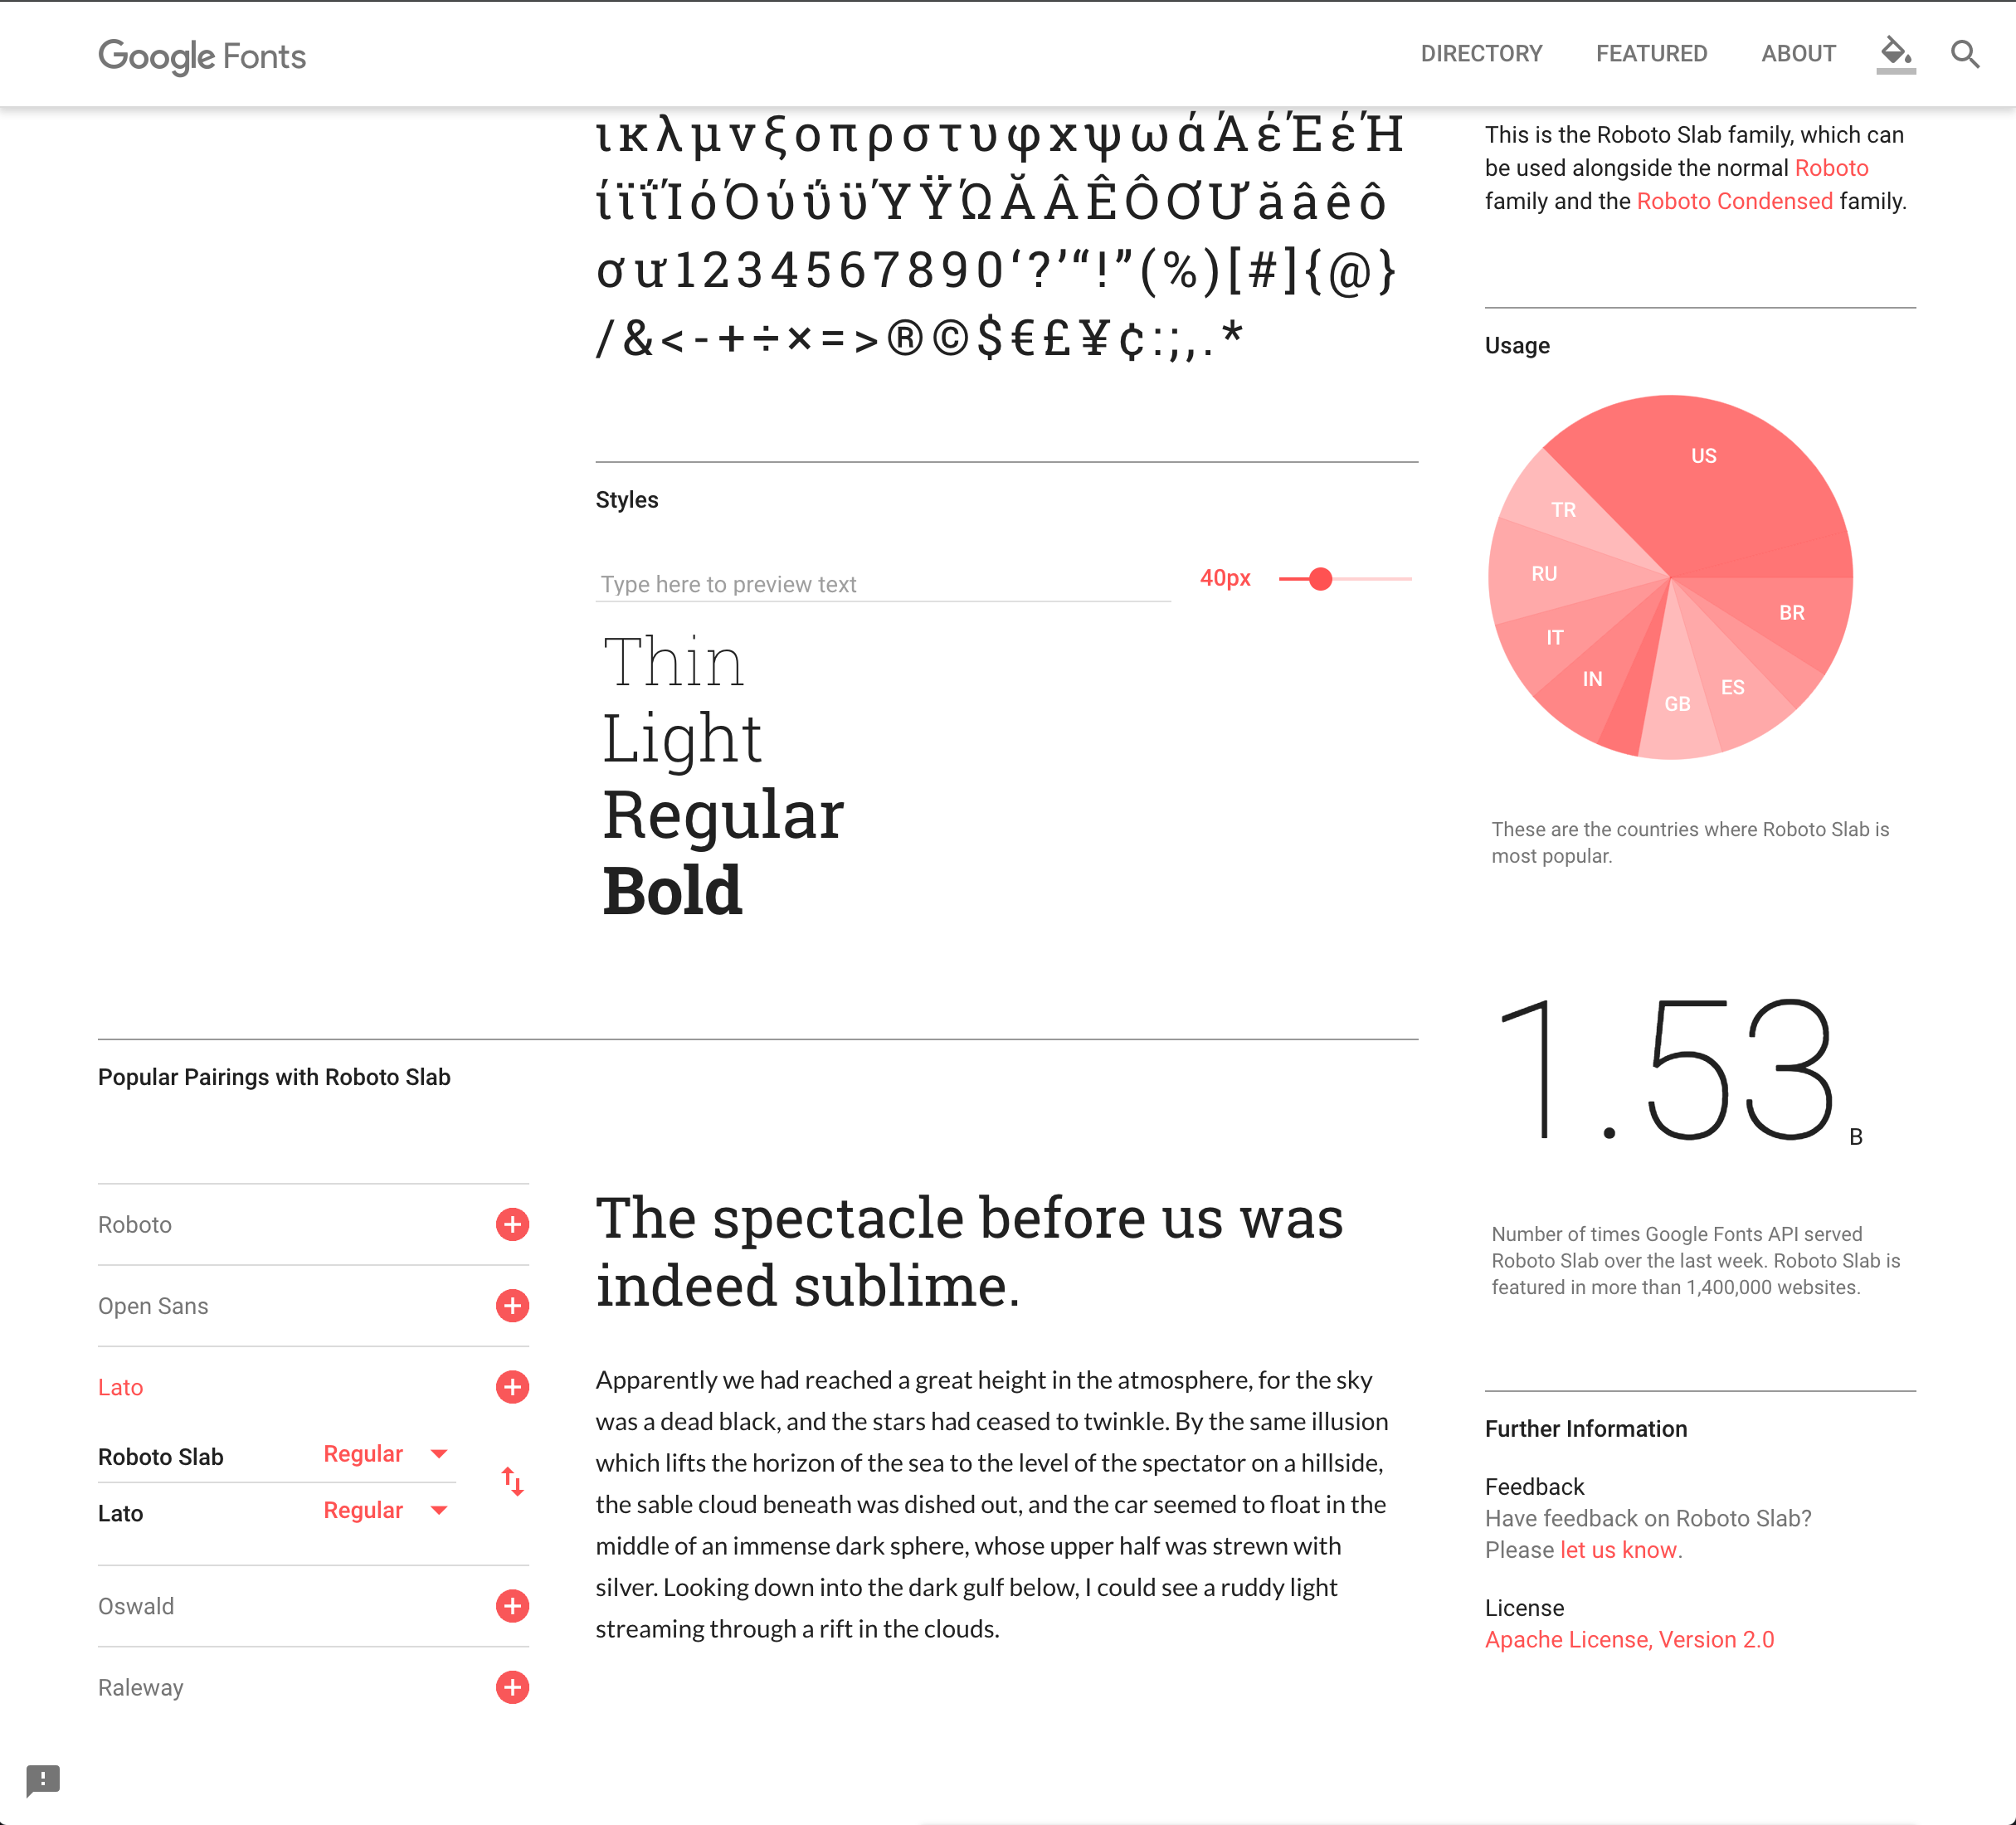 Google Fonts
DIRECTORY
FEATURED
ABOUT
ι κ λ μ ν ξ ο π ρ σ τ υ φ χ ψ ω ά Ά έ Έ έ Ή
ί ϊ ΐ Ί ό Ό ύ ΰ ϋ Ύ Ϋ Ώ Ă Â Ê Ô Ơ Ư ă â ê ô
ơ ư 1 2 3 4 5 6 7 8 9 0 ‘ ? ’ “ ! ” ( % ) [ # ] { @ }
/ & < - + ÷ × = > ® © $ € £ ¥ ¢ : ; , . *
Styles
Type here to preview text
40px
Thin
Light
Regular
Bold
Popular Pairings with Roboto Slab
Roboto
Open Sans
Lato
Roboto Slab Regular
Lato Regular
Oswald
Raleway
The spectacle before us was
indeed sublime.
Apparently we had reached a great height in the atmosphere, for the sky
was a dead black, and the stars had ceased to twinkle. By the same illusion
which lifts the horizon of the sea to the level of the spectator on a hillside,
the sable cloud beneath was dished out, and the car seemed to float in the
middle of an immense dark sphere, whose upper half was strewn with
silver. Looking down into the dark gulf below, I could see a ruddy light
streaming through a rift in the clouds.
This is the Roboto Slab family, which can
be used alongside the normal Roboto
family and the Roboto Condensed family.
Usage
US
TR
RU
IT
IN
GB
ES
BR
These are the countries where Roboto Slab is
most popular.
1.53 B
Number of times Google Fonts API served
Roboto Slab over the last week. Roboto Slab is
featured in more than 1,400,000 websites.
Further Information
Feedback
Have feedback on Roboto Slab?
Please let us know.
License
Apache License, Version 2.0